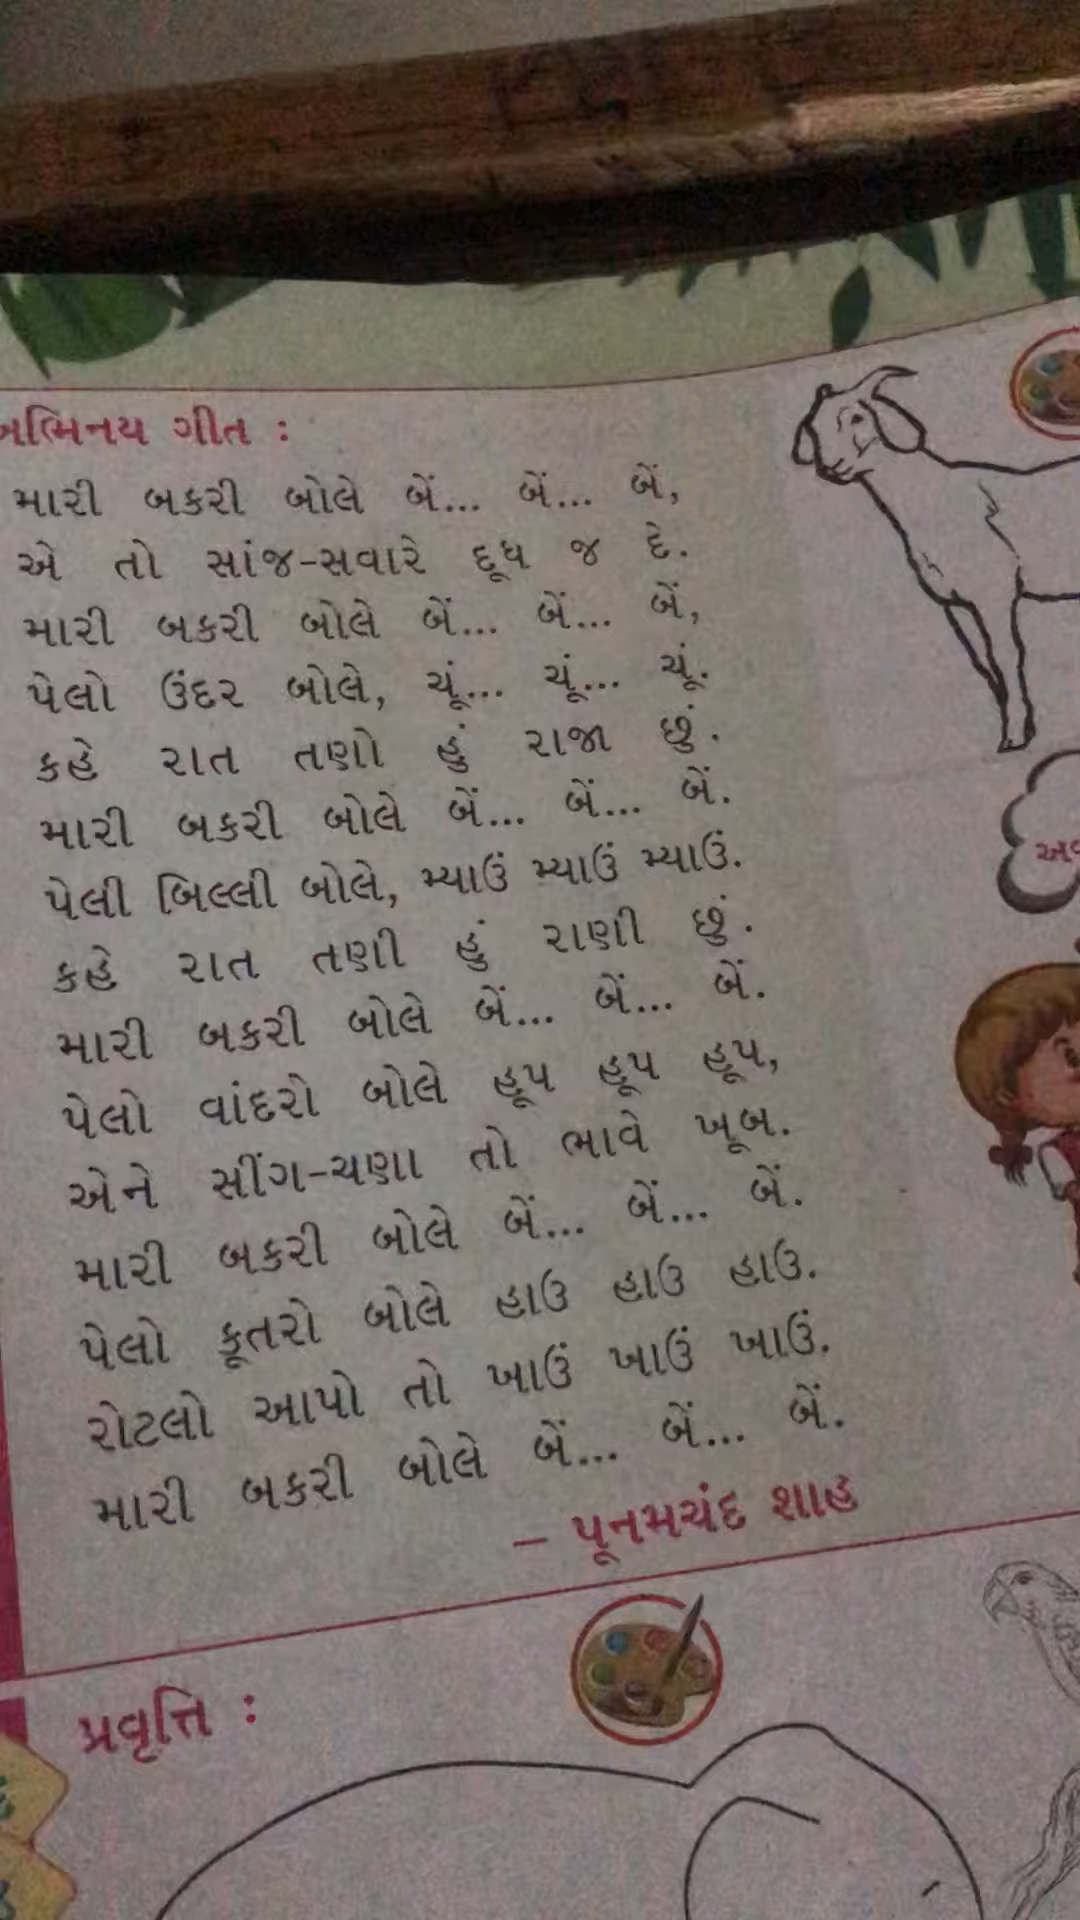 અભિનય ગીત :
મારી બકરી બોલે બેં... બેં... બેં,
એ તો સાંજ-સવારે દૂધ જ દે.
મારી બકરી બોલે બેં... બેં... બેં,
પેલો ઉંદર બોલે, ચૂં... ચૂં... ચૂં.
કહે રાત તણો હું રાજા છું.
મારી બકરી બોલે બેં... બેં... બેં.
પેલી બિલ્લી બોલે, મ્યાઉં મ્યાઉં મ્યાઉં.
કહે રાત તણી હું રાણી છું.
મારી બકરી બોલે બેં... બેં... બેં.
પેલો વાંદરો બોલે હૂપ હૂપ હૂપ,
એને સીંગ-ચણા તો ભાવે ખૂબ.
મારી બકરી બોલે બેં... બેં... બેં.
પેલો કૂતરો બોલે હાઉ હાઉ હાઉ.
રોટલો આપો તો ખાઉં ખાઉં ખાઉં.
મારી બકરી બોલે બેં... બેં... બેં.
– પૂનમચંદ શાહ
પ્રવૃત્તિ :